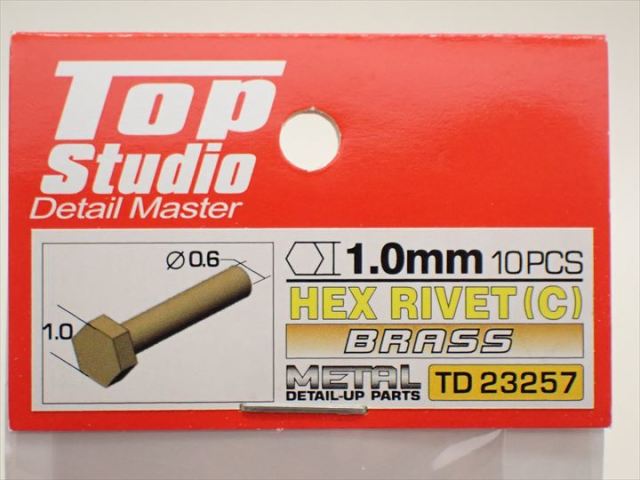 Top
Studio
Detail Master
Ø0.6
1.0
1.0mm 10PCS
HEX RIVET (C)
BRASS
METAL
DETAIL-UP PARTS
TD 23257